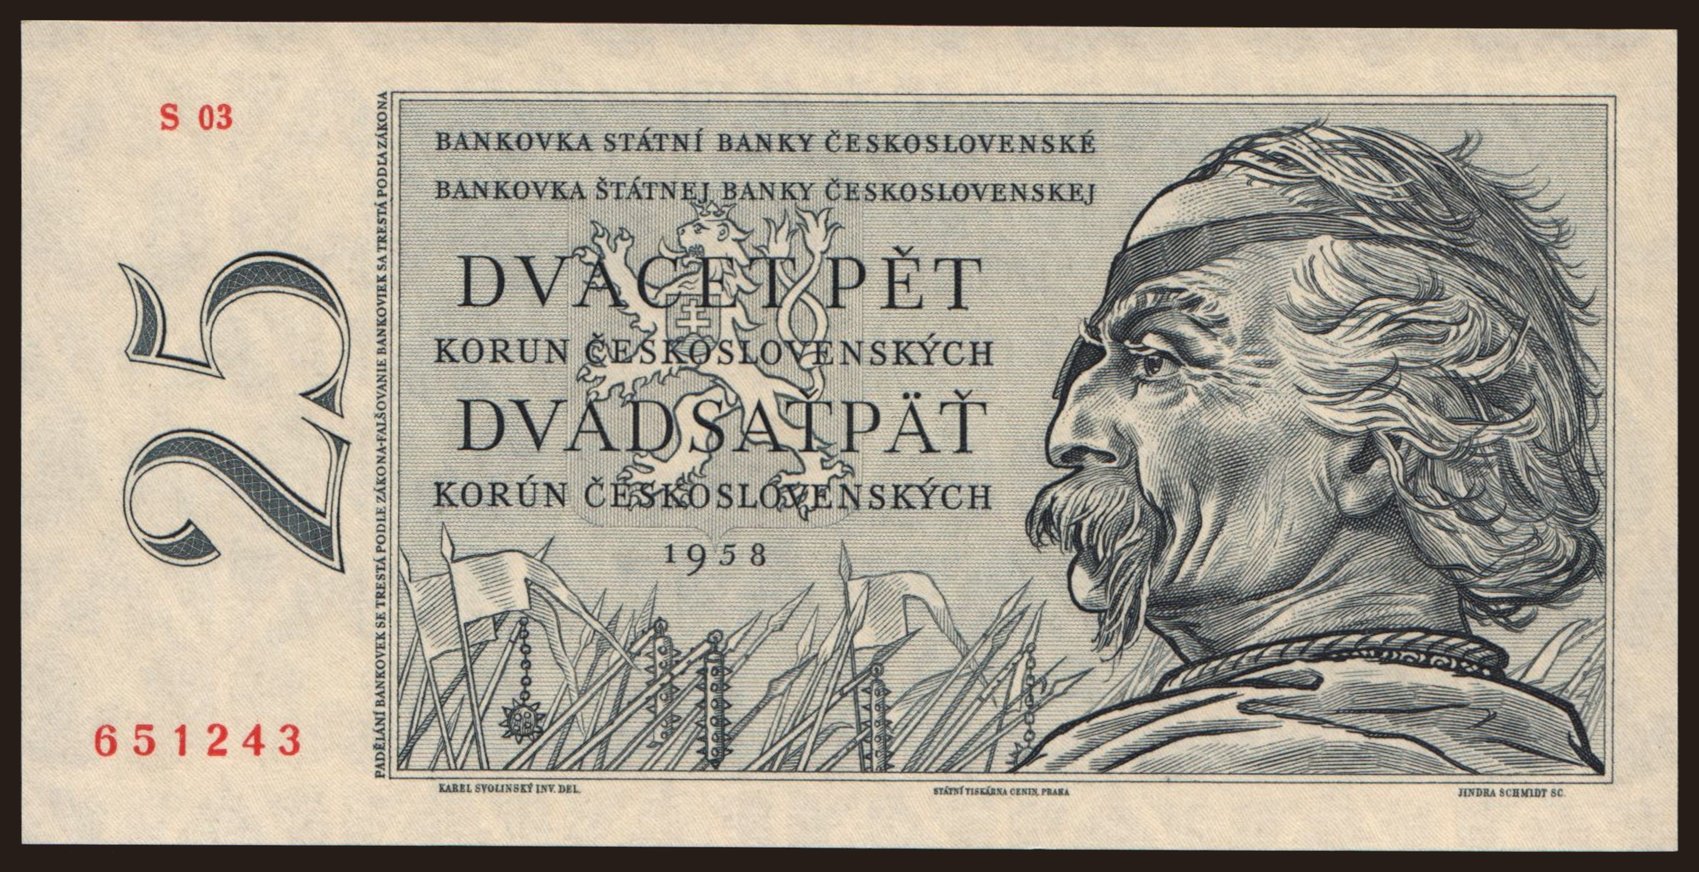 S 03
BANKOVKA STÁTNÍ BANKY ČESKOSLOVENSKÉ
BANKOVKA ŠTÁTNEJ BANKY ČESKOSLOVENSKEJ
DVACET PĚT
KORUN ČESKOSLOVENSKÝCH
DVADSAŤPÄŤ
KORÚN ČESKOSLOVENSKÝCH
1958
25
PADĚLÁNÍ BANKOVEK SE TRESTÁ PODLE ZÁKONA-FALŠOVANIE BANKOVIEK SA TRESTÁ PODĽA ZÁKONA
651243
KAREL SVOLINSKÝ INV. DEL.
STÁTNÍ TISKÁRNA CENIN, PRAHA
JINDRA SCHMIDT SC.